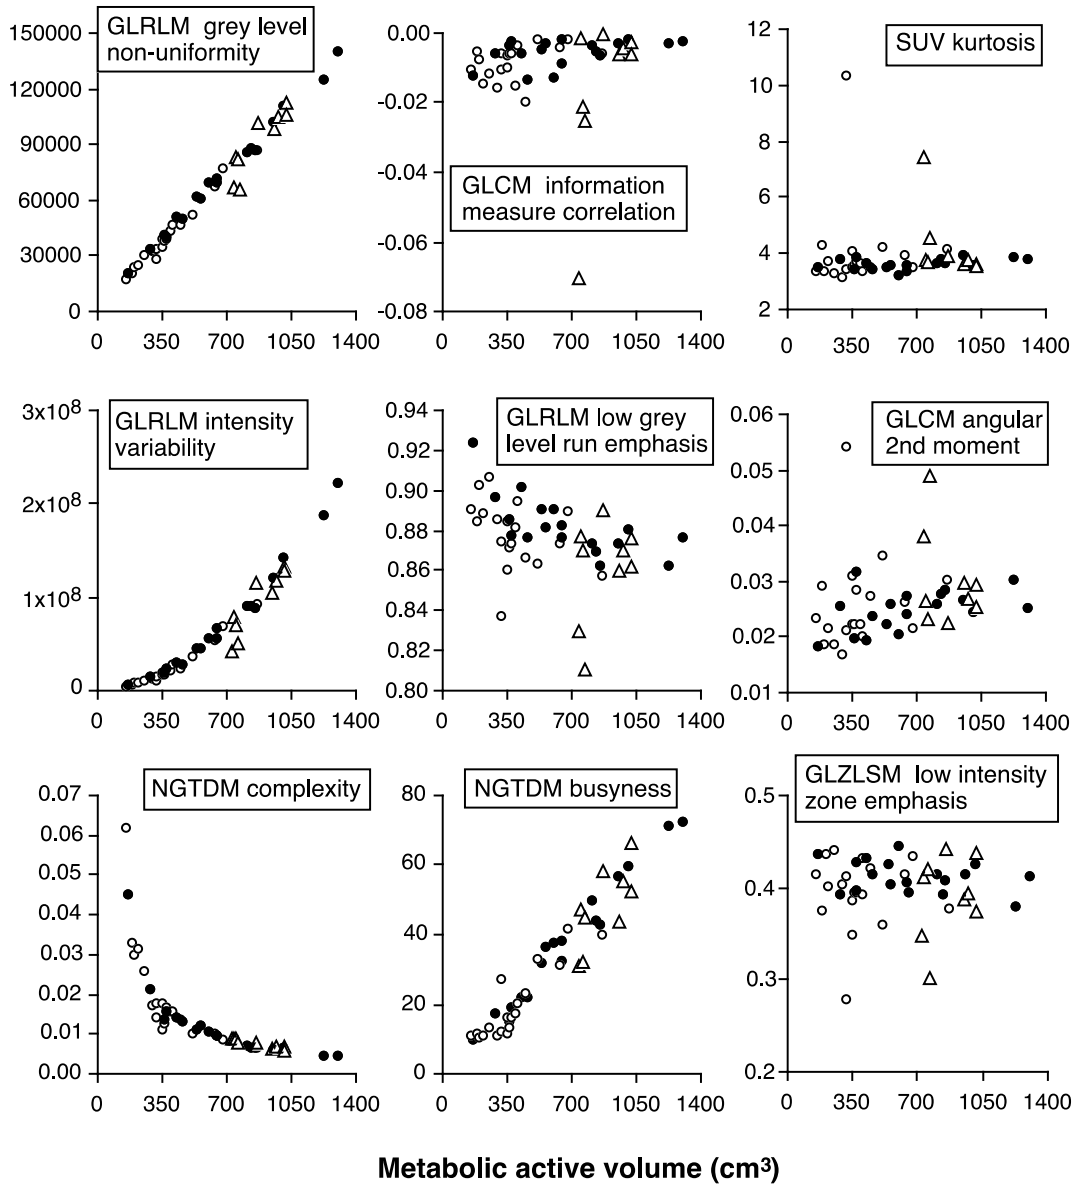 GLRLM grey level
non-uniformity
150000
120000
90000
60000
30000
0
0 350 700 1050 1400
0.00
-0.02
-0.04
-0.06
-0.08
GLCM information
measure correlation
0 350 700 1050 1400
SUV kurtosis
12
10
8
6
4
2
0 350 700 1050 1400
GLRLM intensity
variability
3x10⁸
2x10⁸
1x10⁸
0
0 350 700 1050 1400
GLRLM low grey
level run emphasis
0.94
0.92
0.90
0.88
0.86
0.84
0.82
0.80
0 350 700 1050 1400
GLCM angular
2nd moment
0.06
0.05
0.04
0.03
0.02
0.01
0 350 700 1050 1400
NGTDM complexity
0.07
0.06
0.05
0.04
0.03
0.02
0.01
0.00
0 350 700 1050 1400
NGTDM busyness
80
60
40
20
0
0 350 700 1050 1400
GLZLSM low intensity
zone emphasis
0.5
0.4
0.3
0.2
0 350 700 1050 1400
Metabolic active volume (cm³)